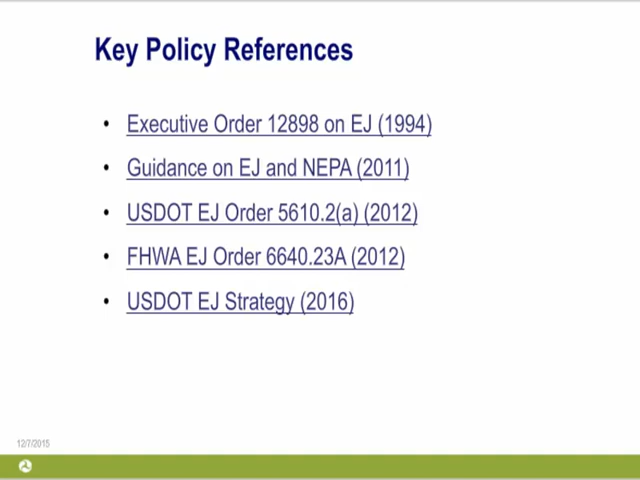 Key Policy References
• Executive Order 12898 on EJ (1994)
• Guidance on EJ and NEPA (2011)
• USDOT EJ Order 5610.2(a) (2012)
• FHWA EJ Order 6640.23A (2012)
• USDOT EJ Strategy (2016)
12/7/2015